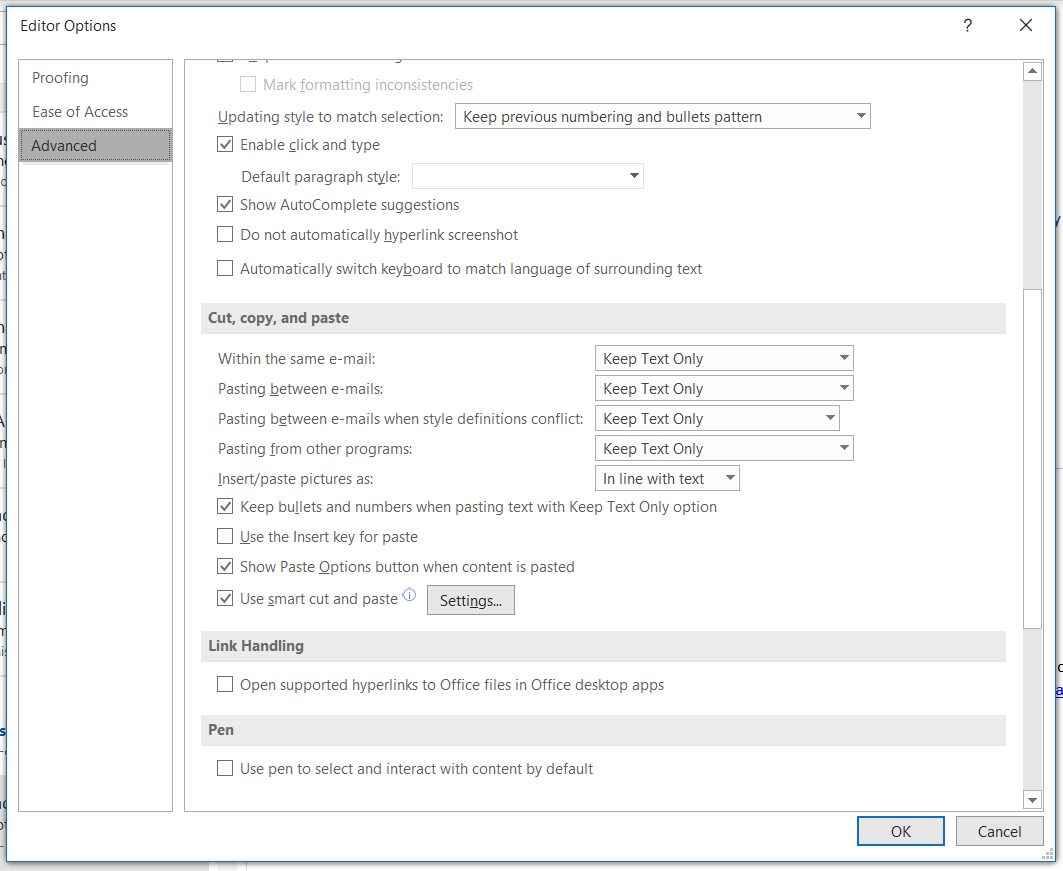 Editor Options
?
Proofing
Ease of Access
Advanced
Mark formatting inconsistencies
Updating style to match selection: Keep previous numbering and bullets pattern
Enable click and type
Default paragraph style:
Show AutoComplete suggestions
Do not automatically hyperlink screenshot
Automatically switch keyboard to match language of surrounding text
Cut, copy, and paste
Within the same e-mail: Keep Text Only
Pasting between e-mails: Keep Text Only
Pasting between e-mails when style definitions conflict: Keep Text Only
Pasting from other programs: Keep Text Only
Insert/paste pictures as: In line with text
Keep bullets and numbers when pasting text with Keep Text Only option
Use the Insert key for paste
Show Paste Options button when content is pasted
Use smart cut and paste Settings...
Link Handling
Open supported hyperlinks to Office files in Office desktop apps
Pen
Use pen to select and interact with content by default
OK Cancel